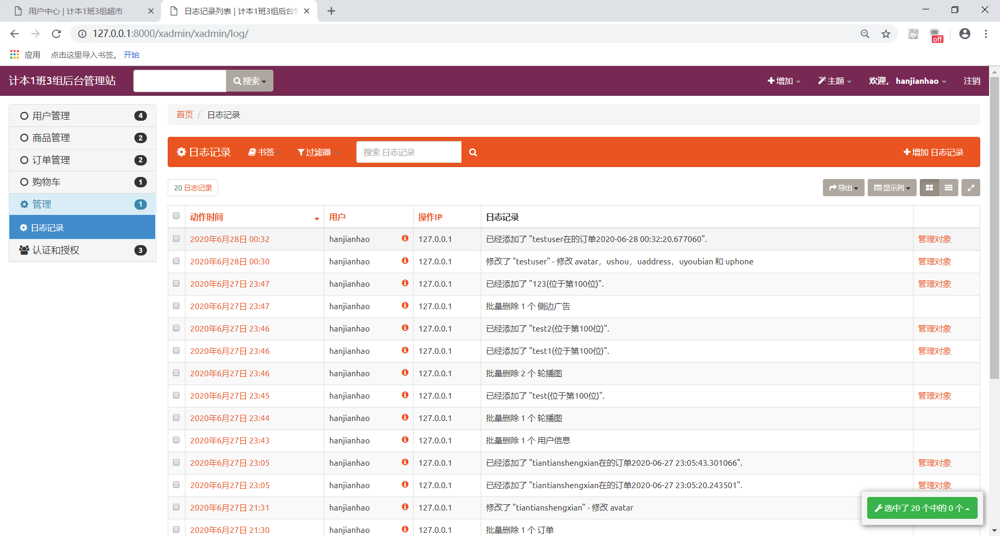 用户中心 | 计本1班3组超市
日志记录列表 | 计本1班3组后台管
127.0.0.1:8000/xadmin/xadmin/log/
off
应用 点击这里导入书签。 开始
计本1班3组后台管理站 搜索 增加 主题 欢迎， hanjianhao 注销
用户管理 4
商品管理 2
订单管理 2
购物车 1
管理 1
日志记录
认证和授权 3
首页 / 日志记录
日志记录 书签 过滤器 搜索 日志记录 增加 日志记录
20 日志记录 导出 显示列
动作时间 用户 操作IP 日志记录
2020年6月28日 00:32 hanjianhao 127.0.0.1 已经添加了 "testuser在的订单2020-06-28 00:32:20.677060". 管理对象
2020年6月28日 00:30 hanjianhao 127.0.0.1 修改了 "testuser" - 修改 avatar，ushou，uaddress，uyoubian 和 uphone 管理对象
2020年6月27日 23:47 hanjianhao 127.0.0.1 已经添加了 "123(位于第100位)". 管理对象
2020年6月27日 23:47 hanjianhao 127.0.0.1 批量删除 1 个 侧边广告
2020年6月27日 23:46 hanjianhao 127.0.0.1 已经添加了 "test2(位于第100位)". 管理对象
2020年6月27日 23:46 hanjianhao 127.0.0.1 已经添加了 "test1(位于第100位)". 管理对象
2020年6月27日 23:46 hanjianhao 127.0.0.1 批量删除 2 个 轮播图
2020年6月27日 23:45 hanjianhao 127.0.0.1 已经添加了 "test(位于第100位)". 管理对象
2020年6月27日 23:44 hanjianhao 127.0.0.1 批量删除 1 个 轮播图
2020年6月27日 23:43 hanjianhao 127.0.0.1 批量删除 1 个 用户信息
2020年6月27日 23:05 hanjianhao 127.0.0.1 已经添加了 "tiantianshengxian在的订单2020-06-27 23:05:43.301066". 管理对象
2020年6月27日 23:05 hanjianhao 127.0.0.1 已经添加了 "tiantianshengxian在的订单2020-06-27 23:05:20.243501". 管理对象
2020年6月27日 21:31 hanjianhao 127.0.0.1 修改了 "tiantianshengxian" - 修改 avatar
选中了 20 个中的 0 个
2020年6月27日 21:30 hanjianhao 127.0.0.1 批量删除 1 个 订单